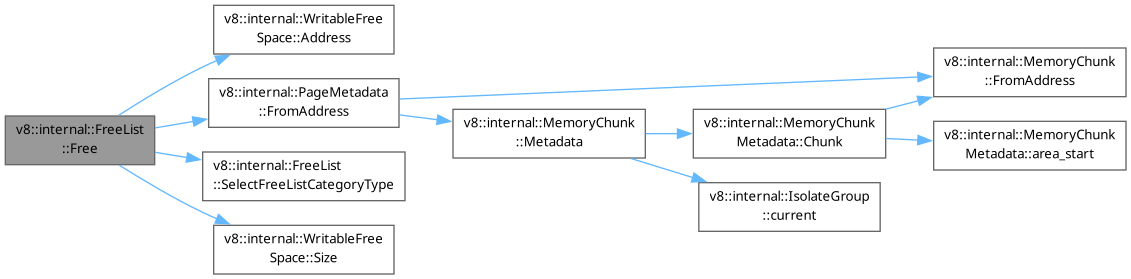 v8::internal::FreeList
::Free
v8::internal::WritableFree
Space::Address
v8::internal::PageMetadata
::FromAddress
v8::internal::FreeList
::SelectFreeListCategoryType
v8::internal::WritableFree
Space::Size
v8::internal::MemoryChunk
::Metadata
v8::internal::MemoryChunk
Metadata::Chunk
v8::internal::IsolateGroup
::current
v8::internal::MemoryChunk
::FromAddress
v8::internal::MemoryChunk
Metadata::area_start